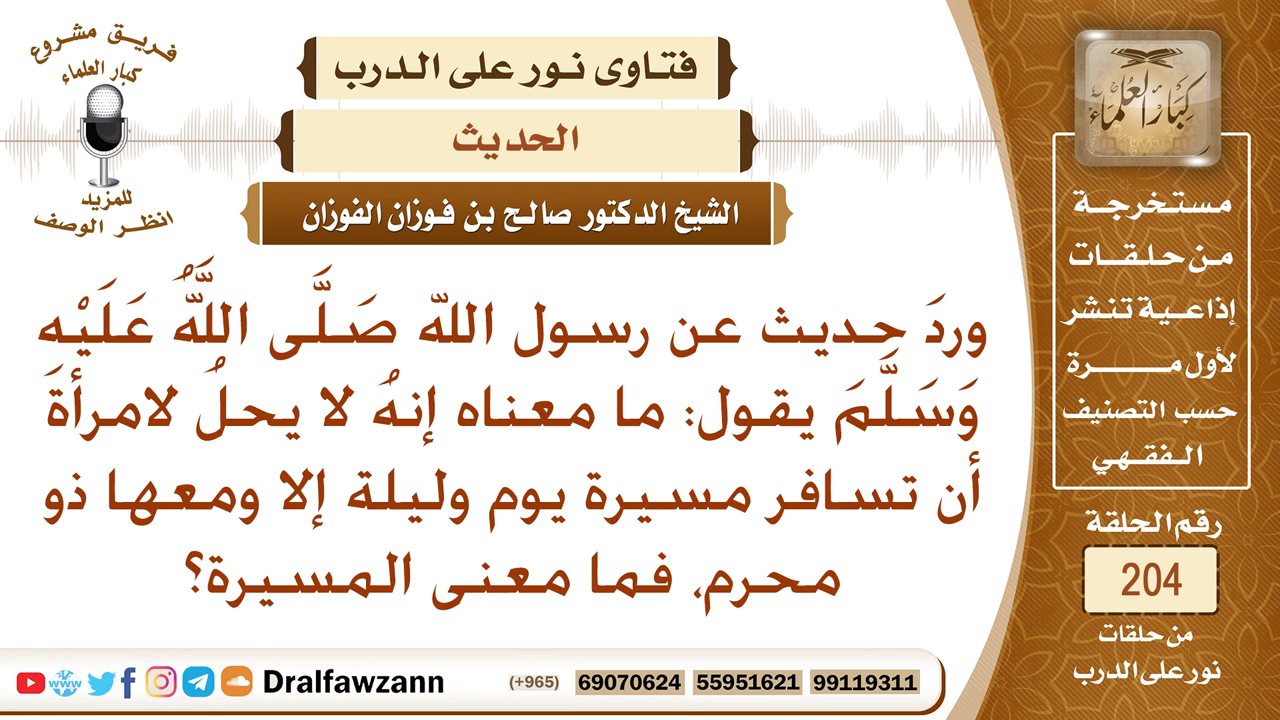 فريق مشروع
كبار العلماء
للمزيد
انظر الوصف
فتاوى نور على الدرب
الحديث
الشيخ الدكتور صالح بن فوزان الفوزان
وردَ حديث عن رسول الله صَلَّى اللَّهُ عَلَيْهِ
وَسَلَّمَ يقول: ما معناه إنهُ لا يحلُ لامرأةَ
أن تسافر مسيرة يوم وليلة إلا ومعها ذو
محرم، فما معنى المسيرة؟
كبار العلماء
مستخرجة
من حلقات
إذاعية تنشر
لأول مرة
حسب التصنيف
الفقهي
رقم الحلقة
204
من حلقات
نور على الدرب
www Dralfawzann (+965) 69070624 55951621 99119311